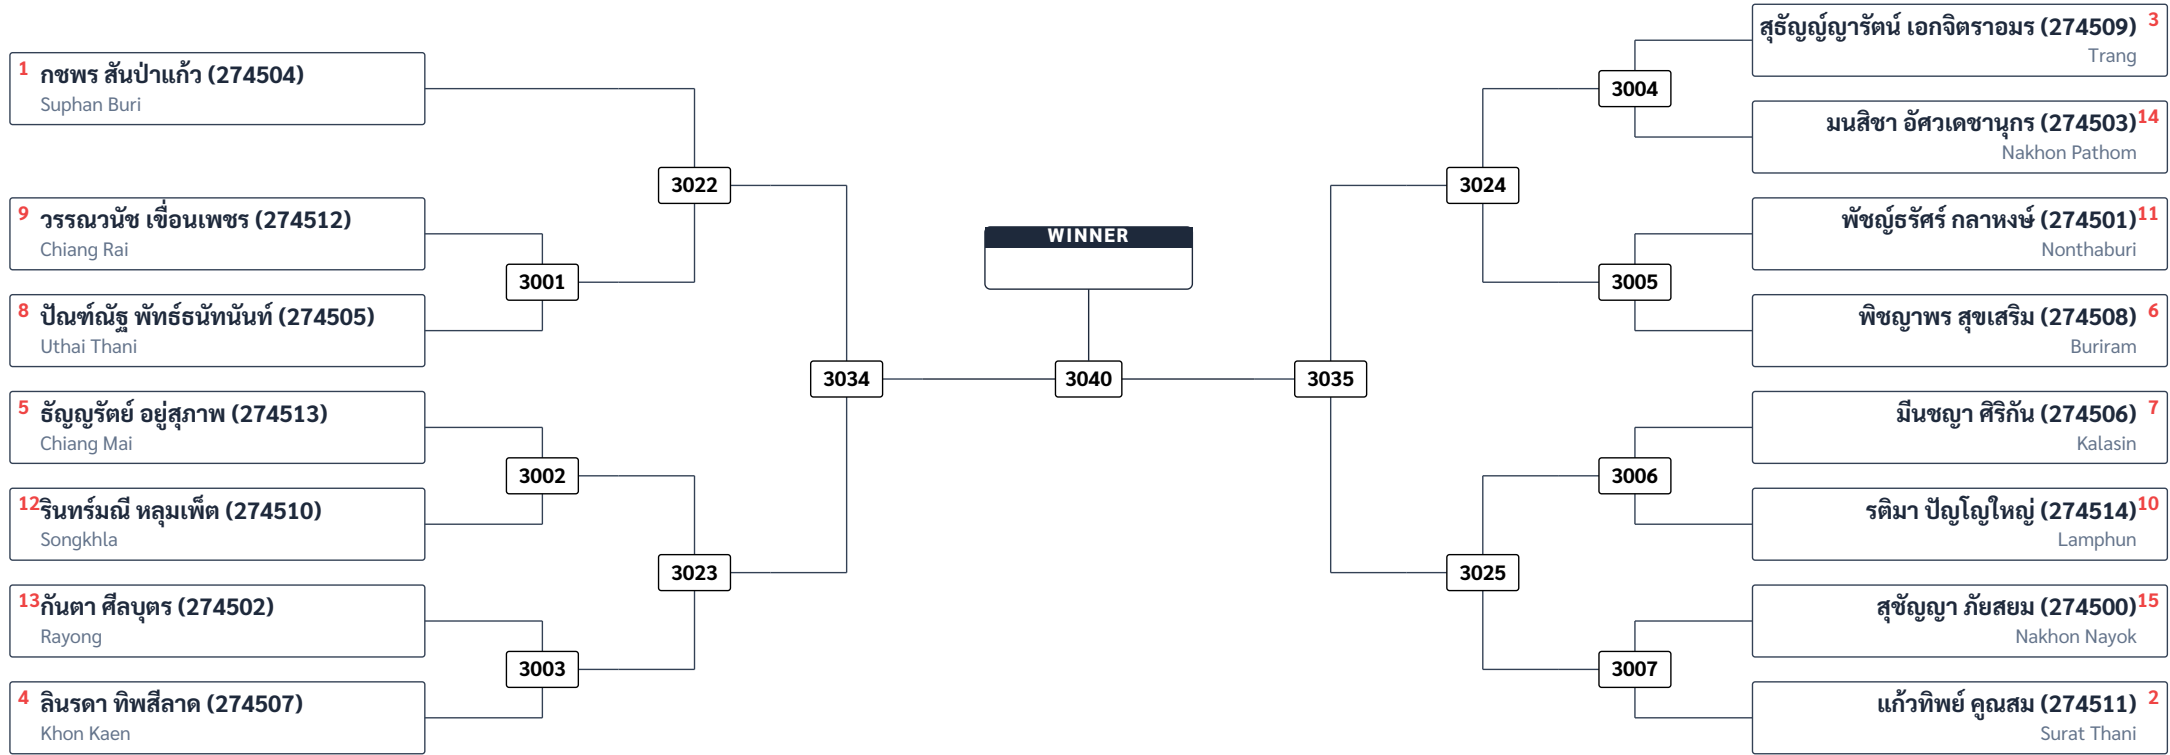 1
กชพร สันป่าแก้ว (274504)
Suphan Buri
9
วรรณวนัช เขื่อนเพชร (274512)
Chiang Rai
8
ปัณฑ์ณัฐ พัทธ์ธนัทนันท์ (274505)
Uthai Thani
5
ธัญญรัตย์ อยู่สุภาพ (274513)
Chiang Mai
12
รินทร์มณี หลุมเพ็ต (274510)
Songkhla
13
กันตา ศีลบุตร (274502)
Rayong
4
ลินรดา ทิพสีลาด (274507)
Khon Kaen
3001
3002
3003
3022
3023
3034
WINNER
3040
3035
3024
3025
3004
3005
3006
3007
สุธัญญ์ญารัตน์ เอกจิตราอมร (274509) 3
Trang
มนสิชา อัศวเดชานุกร (274503) 14
Nakhon Pathom
พัชญ์ธรัศร์ กลาหงษ์ (274501) 11
Nonthaburi
พิชญาพร สุขเสริม (274508) 6
Buriram
มีนชญา ศิริกัน (274506) 7
Kalasin
รติมา ปัญโญใหญ่ (274514) 10
Lamphun
สุชัญญา ภัยสยม (274500) 15
Nakhon Nayok
แก้วทิพย์ คูณสม (274511) 2
Surat Thani